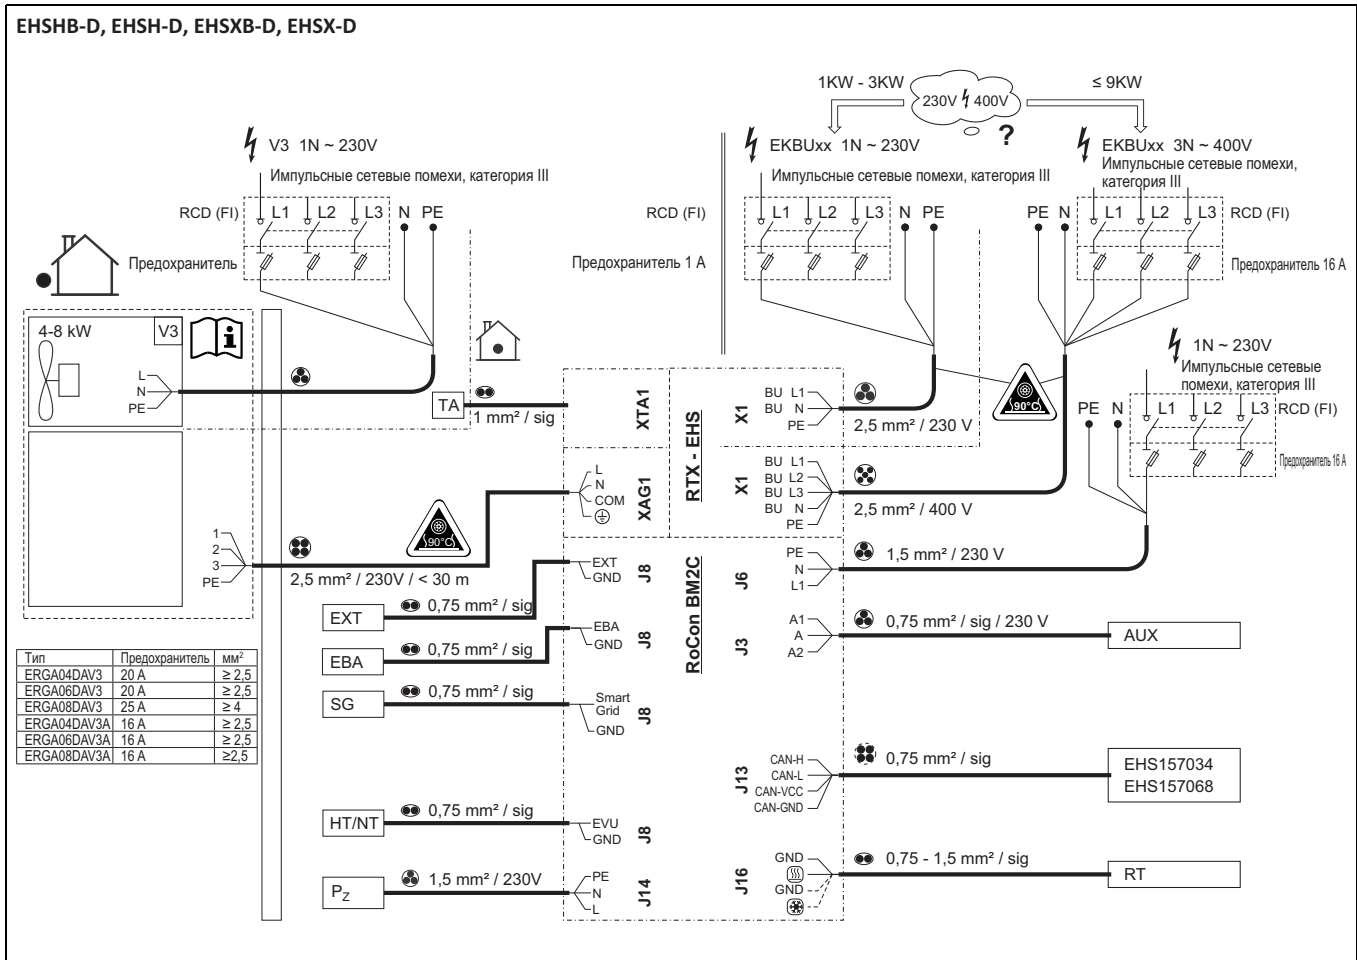 EHSHB-D, EHSH-D, EHSXB-D, EHSX-D
1KW - 3KW
230V 400V
≤ 9KW
?
V3 1N ~ 230V
Импульсные сетевые помехи, категория III
RCD (FI)
L1 L2 L3 N PE
Предохранитель
EKBUxx 1N ~ 230V
Импульсные сетевые помехи, категория III
RCD (FI)
L1 L2 L3 N PE
Предохранитель 1 A
EKBUxx 3N ~ 400V
Импульсные сетевые помехи,
категория III
PE N L1 L2 L3 RCD (FI)
Предохранитель 16 A
1N ~ 230V
Импульсные сетевые
помехи, категория III
PE N L1 L2 L3 RCD (FI)
Предохранитель 16 A
4-8 kW
V3
i
L
N
PE
TA
1 mm² / sig
XTA1
RTX - EHS
X1
BU L1
BU N
PE
2,5 mm² / 230 V
90°C
XAG1
L
N
COM
X1
BU L1
BU L2
BU L3
BU N
PE
2,5 mm² / 400 V
1
2
3
PE
90°C
2,5 mm² / 230V / < 30 m
RoCon BM2C
EXT
0,75 mm² / sig
EXT
GND
J8
EBA
0,75 mm² / sig
EBA
GND
J8
SG
0,75 mm² / sig
Smart
Grid
GND
J8
HT/NT
0,75 mm² / sig
EVU
GND
J8
PZ
1,5 mm² / 230V
PE
N
L
J14
J6
PE
N
L1
1,5 mm² / 230 V
J3
A1
A
A2
0,75 mm² / sig / 230 V
AUX
J13
CAN-H
CAN-L
CAN-VCC
CAN-GND
0,75 mm² / sig
EHS157034
EHS157068
J16
GND
GND
0,75 - 1,5 mm² / sig
RT
Тип Предохранитель мм²
ERGA04DAV3 20 A ≥ 2,5
ERGA06DAV3 20 A ≥ 2,5
ERGA08DAV3 25 A ≥ 4
ERGA04DAV3A 16 A ≥ 2,5
ERGA06DAV3A 16 A ≥ 2,5
ERGA08DAV3A 16 A ≥2,5